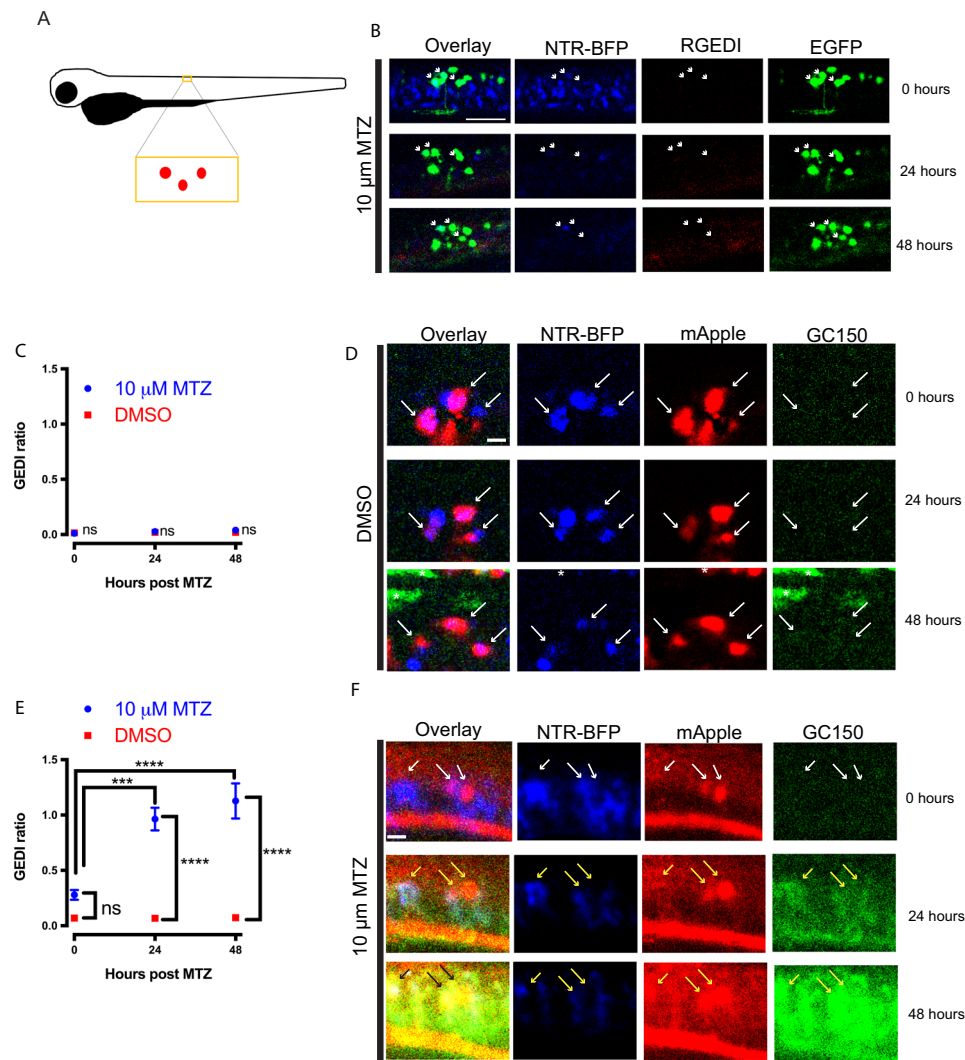 A
B
Overlay NTR-BFP RGEDI EGFP
10 µm MTZ
0 hours
24 hours
48 hours
C
10 µM MTZ
DMSO
GEDI ratio
1.5
1.0
0.5
0.0
ns ns ns
0 24 48
Hours post MTZ
D
Overlay NTR-BFP mApple GC150
DMSO
0 hours
24 hours
48 hours
* * * * *
E
10 µM MTZ
DMSO
GEDI ratio
1.5
1.0
0.5
0.0
****
***
****
****
ns
0 24 48
Hours post MTZ
F
Overlay NTR-BFP mApple GC150
10 µm MTZ
0 hours
24 hours
48 hours